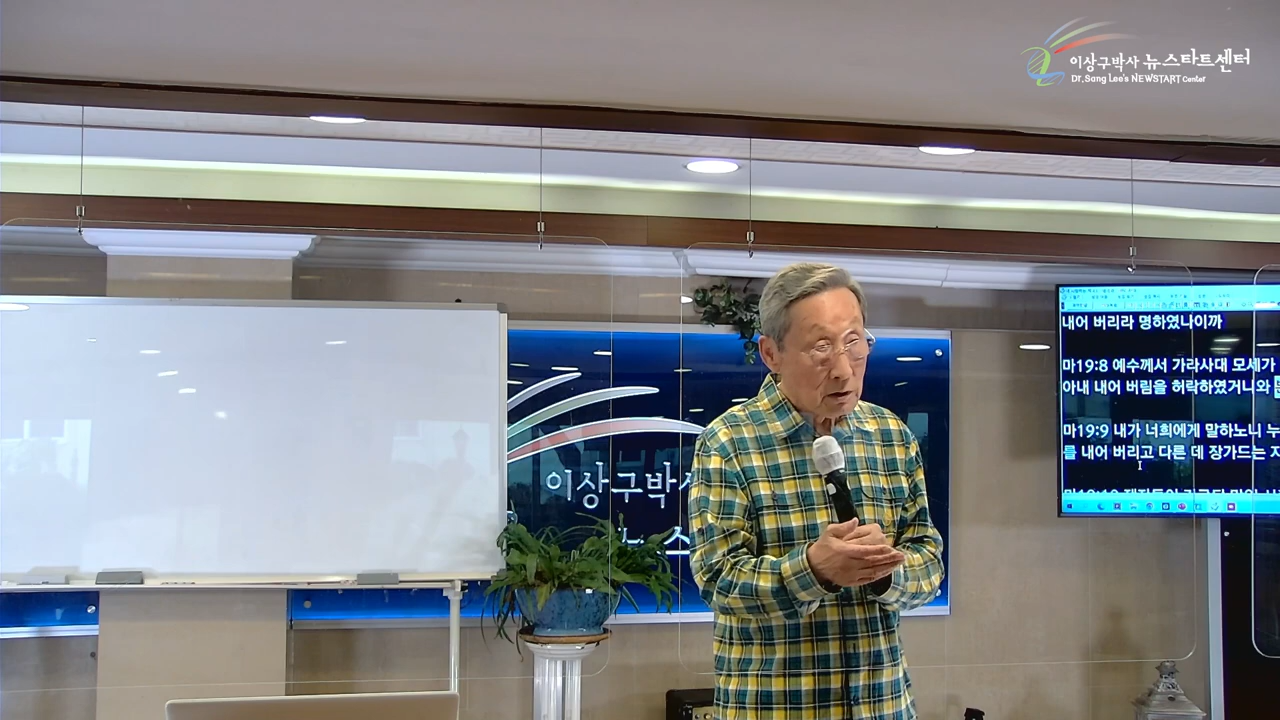 이상구박사 뉴스타트센터
Dr. Sang Lee's NEWSTART Center
내어 버리라 명하였나이까
마19:8 예수께서 가라사대 모세가
아내 내어 버림을 허락하였거니와
마19:9 내가 너희에게 말하노니 누
를 내어 버리고 다른 데 장가드는 자
이상구박사
뉴스